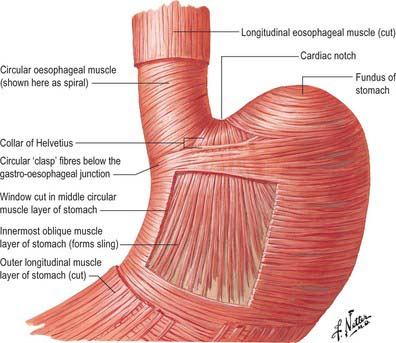 Longitudinal eosophageal muscle (cut)
Cardiac notch
Circular oesophageal muscle
(shown here as spiral)
Fundus of
stomach
Collar of Helvetius
Circular ‘clasp’ fibres below the
gastro-oesophageal junction
Window cut in middle circular
muscle layer of stomach
Innermost oblique muscle
layer of stomach (forms sling)
Outer longitudinal muscle
layer of stomach (cut)
F. Netter
M.D.